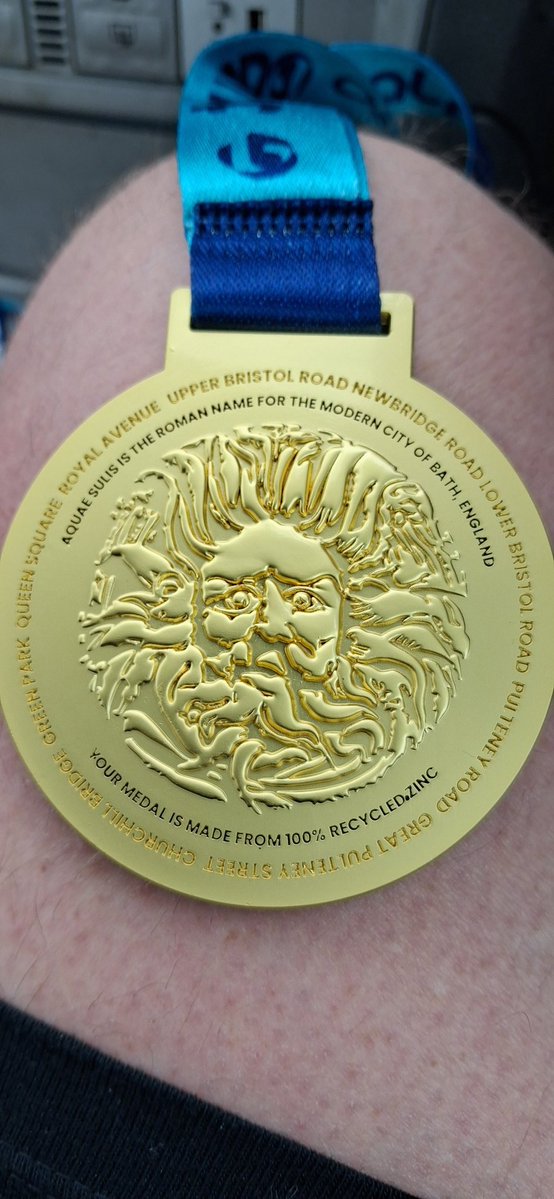 ROYAL AVENUE UPPER BRISTOL ROAD NEWBRIDGE ROAD LOWER BRISTOL ROAD PULTENEY ROAD GREAT PULTENEY STREET CHURCHILL BRIDGE GREEN PARK QUEEN SQUARE
AQUAE SULIS IS THE ROMAN NAME FOR THE MODERN CITY OF BATH, ENGLAND
YOUR MEDAL IS MADE FROM 100% RECYCLED ZINC